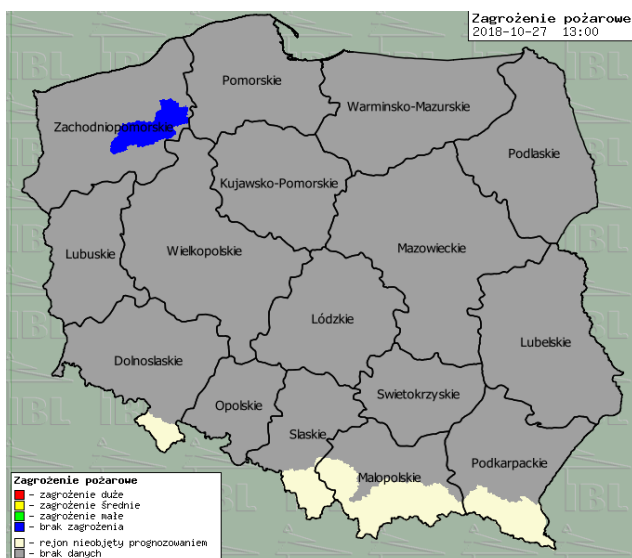 Zagrożenie pożarowe
2018-10-27 13:00
Pomorskie
Warminsko-Mazurskie
Zachodniopomorskie
Podlaskie
Kujawsko-Pomorskie
Lubuskie
Wielkopolskie
Mazowieckie
Lódzkie
Lubelskie
Dolnoslaskie
Swietokrzyskie
Opolskie
Slaskie
Malopolskie
Podkarpackie
Zagrożenie pożarowe
- zagrożenie duże
- zagrożenie średnie
- zagrożenie małe
- brak zagrożenia
- rejon nieobjęty prognozowaniem
- brak danych
IBL